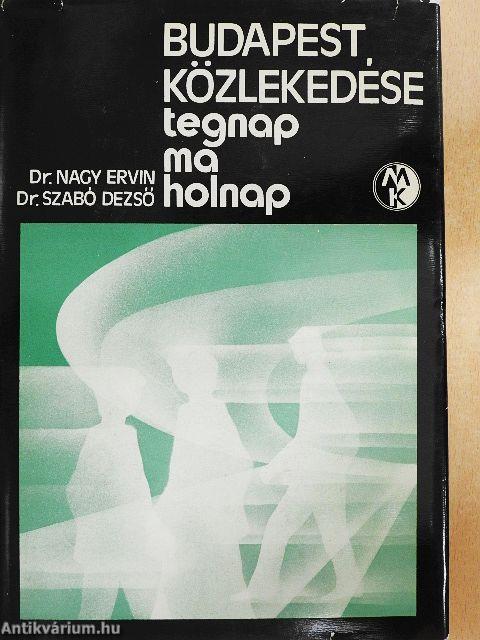 BUDAPEST
KÖZLEKEDÉSE
tegnap
ma
holnap
Dr. NAGY ERVIN
Dr. SZABÓ DEZSŐ
MK
Antikvárium.hu